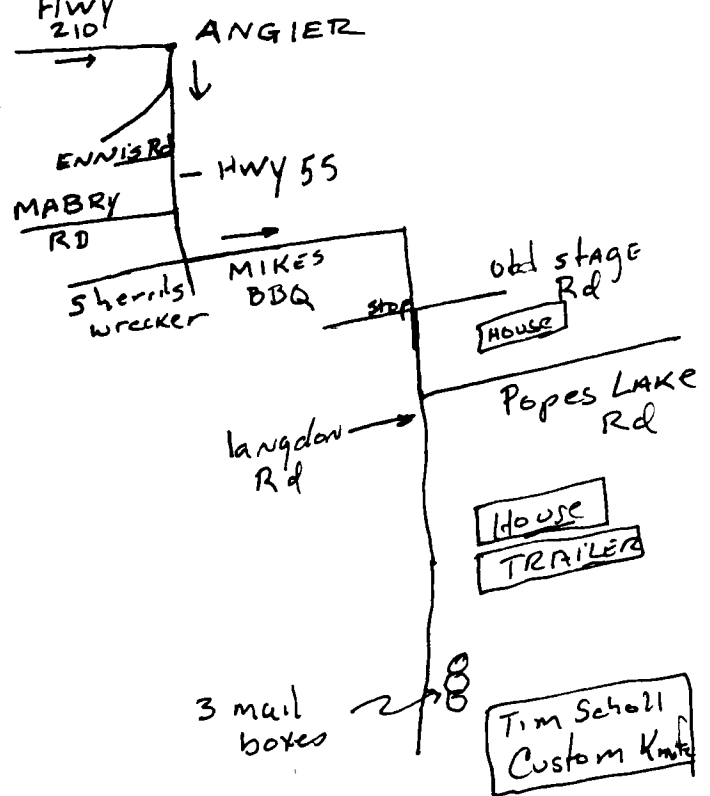 HWY
210
ANGIER
ENNIS Rd
HWY 55
MABRY
RD
MIKES
BBQ
Sherrils
wrecker
old STAGE
Rd
STOP
HOUSE
POPES LAKE
Rd
langdon
Rd
HOUSE
TRAILER
3 mail
boxes
Tim Scholl
Custom